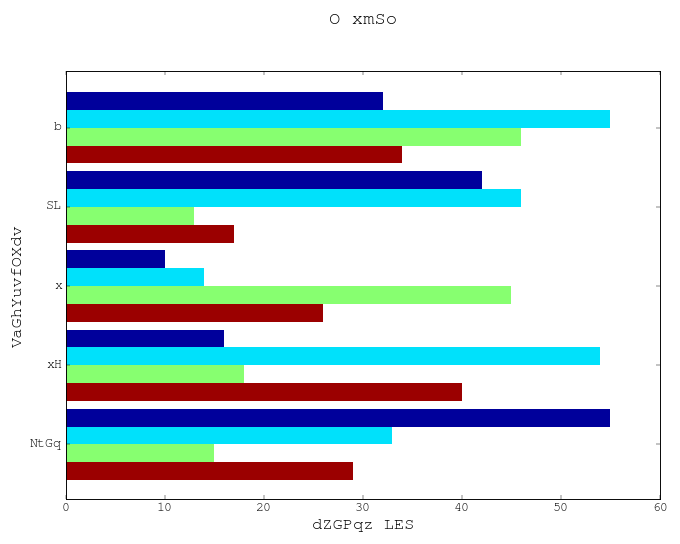 O xmSo
b
SL
x
xH
NtGq
VaGhYuvfOXdv
0 10 20 30 40 50 60
dZGPqz LES